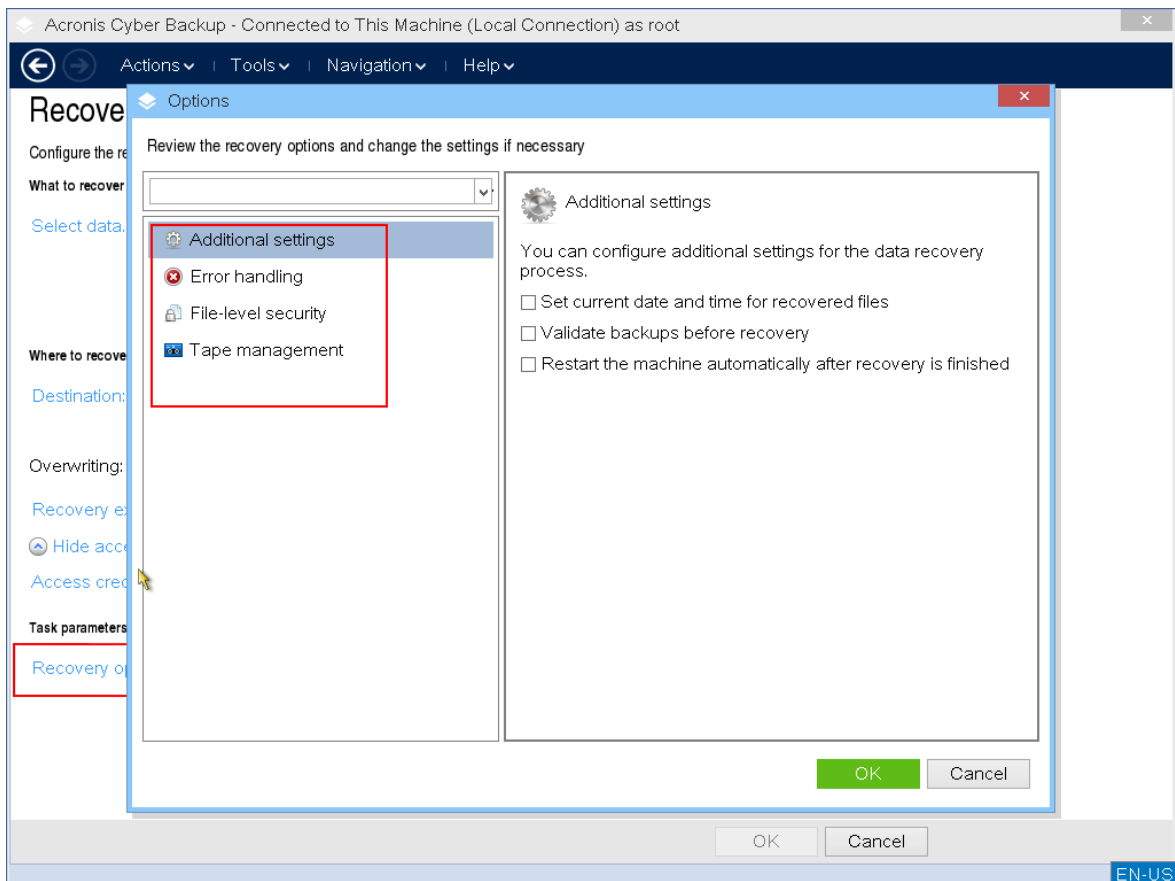 Acronis Cyber Backup - Connected to This Machine (Local Connection) as root
Actions Tools Navigation Help
Recove
Options
Configure the re
Review the recovery options and change the settings if necessary
What to recover
Select data.
Additional settings
Error handling
File-level security
Tape management
Additional settings
You can configure additional settings for the data recovery
process.
Set current date and time for recovered files
Validate backups before recovery
Restart the machine automatically after recovery is finished
Where to recove
Destination:
Overwriting:
Recovery e
Hide acce
Access cred
Task parameters
Recovery op
OK Cancel
OK Cancel
EN-US